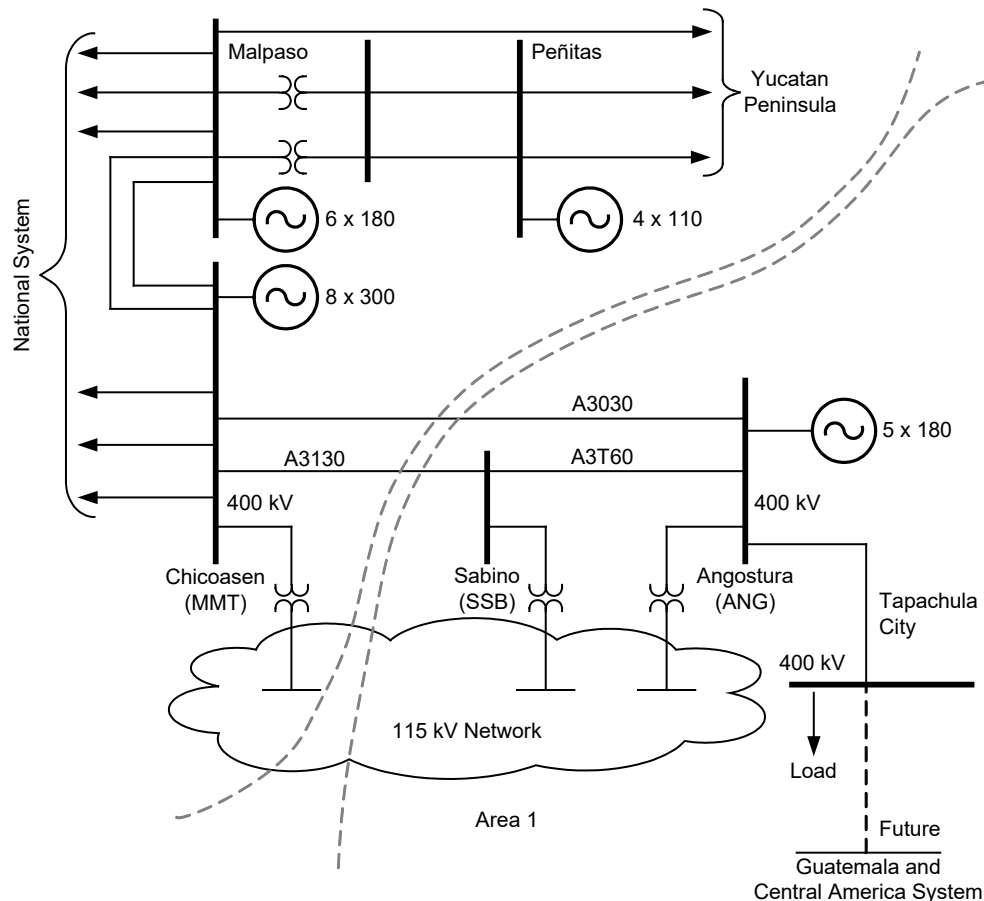 Malpaso
Peñitas
Yucatan
Peninsula
National System
6 x 180
4 x 110
8 x 300
A3030
5 x 180
A3130
A3T60
400 kV
400 kV
Chicoasen
(MMT)
Sabino
(SSB)
Angostura
(ANG)
Tapachula
City
400 kV
115 kV Network
Load
Area 1
Future
Guatemala and
Central America System